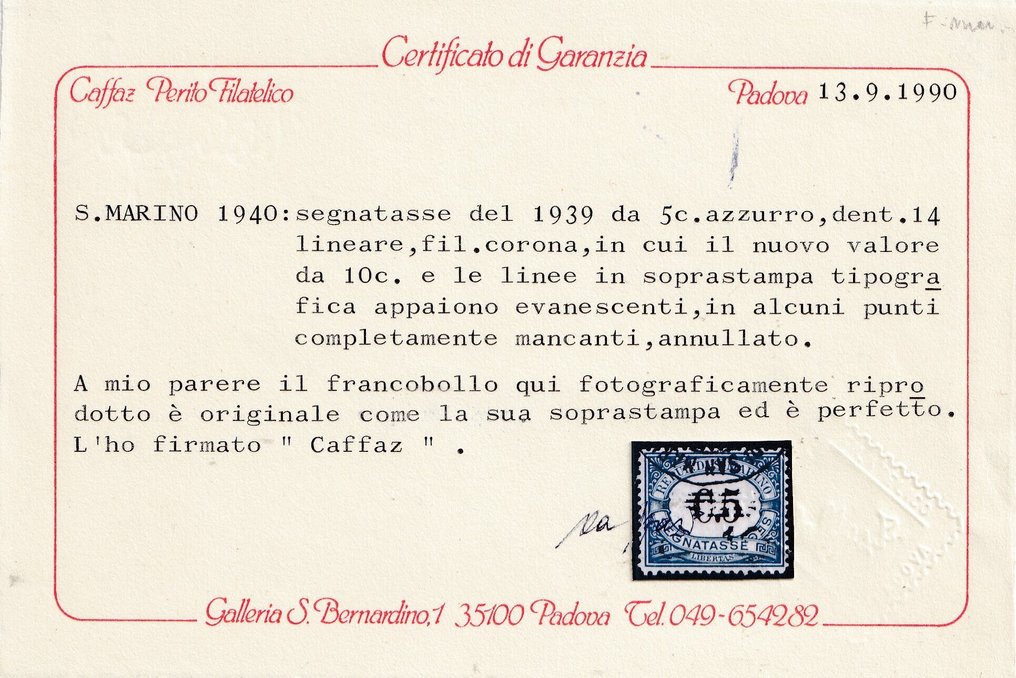 Certificato di Garanzia
Caffaz Perito Filatelico
Padova 13.9.1990
S.MARINO 1940:segnatasse del 1939 da 5c.azzurro,dent.14
lineare,fil.corona,in cui il nuovo valore
da 10c. e le linee in soprastampa tipogra
fica appaiono evanescenti,in alcuni punti
completamente mancanti,annullato.
A mio parere il francobollo qui fotograficamente ripro
dotto è originale come la sua soprastampa ed è perfetto.
L'ho firmato " Caffaz " .
SAN
C.5
SEGNATASSE
LIBERTAS
Galleria S. Bernardino,1 35100 Padova Tel. 049-654282